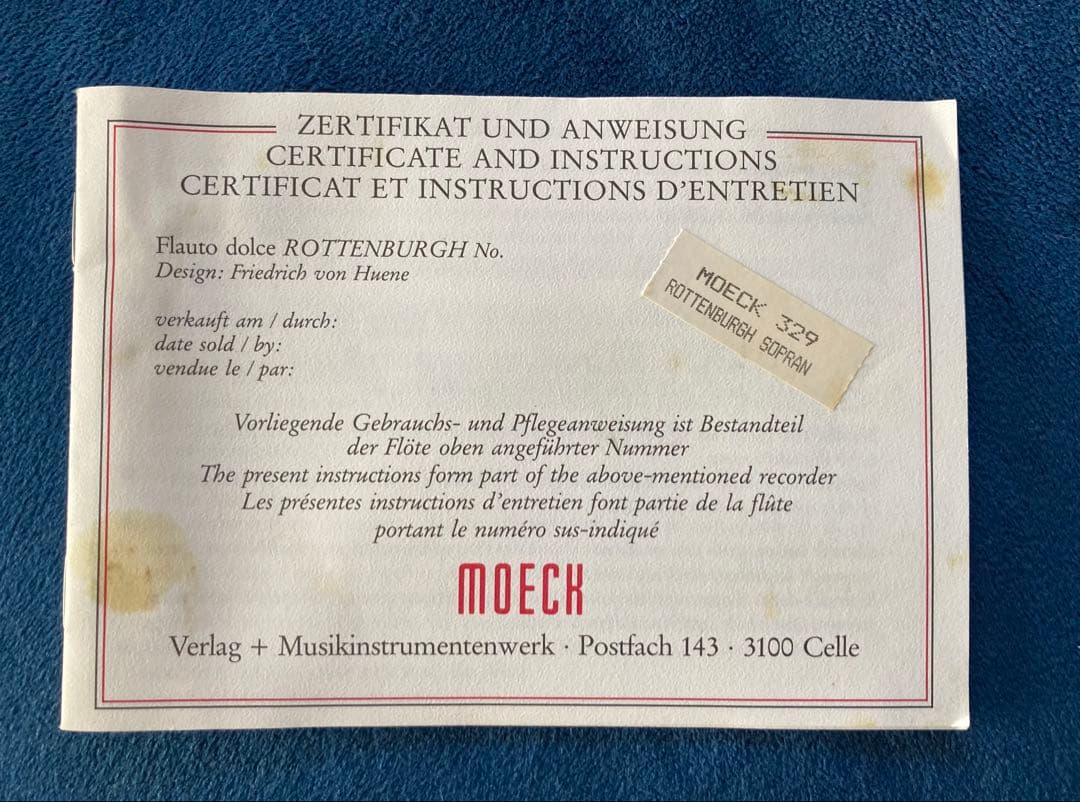 ZERTIFIKAT UND ANWEISUNG
CERTIFICATE AND INSTRUCTIONS
CERTIFICAT ET INSTRUCTIONS D'ENTRETIEN
Flauto dolce ROTTENBURGH No.
Design: Friedrich von Huene
MOECK 329
ROTTENBURGH SOPRAN
verkauft am / durch:
date sold / by:
vendue le / par:
Vorliegende Gebrauchs- und Pflegeanweisung ist Bestandteil
der Flöte oben angeführter Nummer
The present instructions form part of the above-mentioned recorder
Les présentes instructions d'entretien font partie de la flûte
portant le numéro sus-indiqué
MOECK
Verlag + Musikinstrumentenwerk · Postfach 143 · 3100 Celle